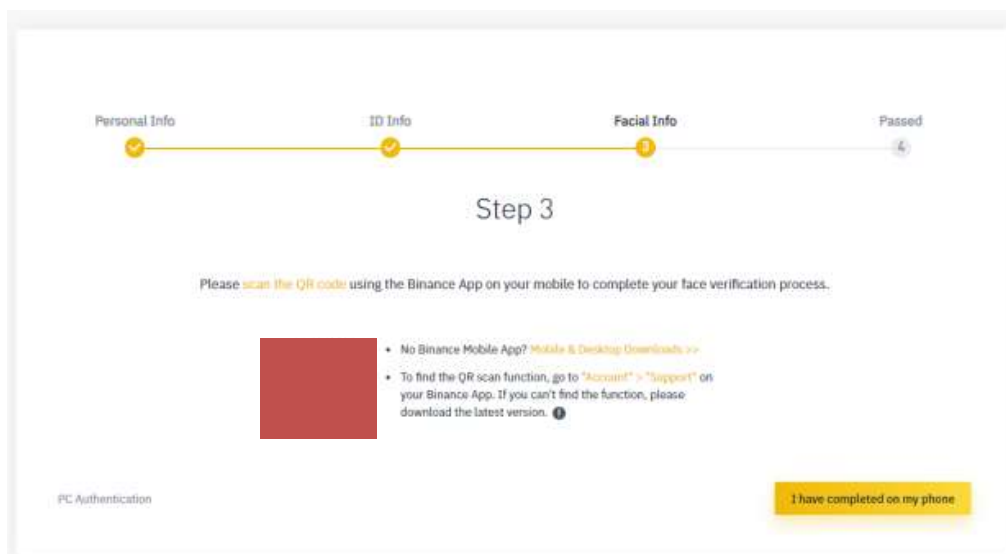 Personal Info ID Info Facial Info Passed
3 4
Step 3
Please scan the QR code using the Binance App on your mobile to complete your face verification process.
• No Binance Mobile App? Mobile & Desktop Downloads >>
• To find the QR scan function, go to "Account" > "Support" on
your Binance App. If you can't find the function, please
download the latest version.
PC Authentication
I have completed on my phone